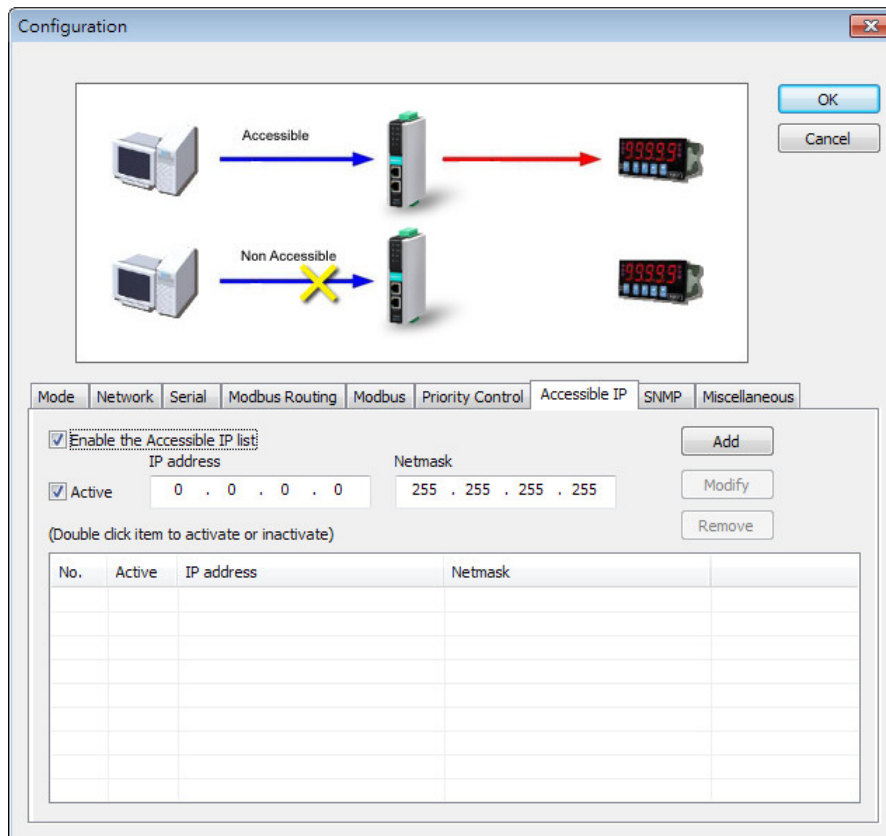 Configuration
OK
Cancel
Accessible
99999
Non Accessible
99999
Mode Network Serial Modbus Routing Modbus Priority Control Accessible IP SNMP Miscellaneous
Enable the Accessible IP list
Add
IP address Netmask
Active 0 . 0 . 0 . 0 255 . 255 . 255 . 255
Modify
Remove
(Double click item to activate or inactivate)
No. Active IP address Netmask